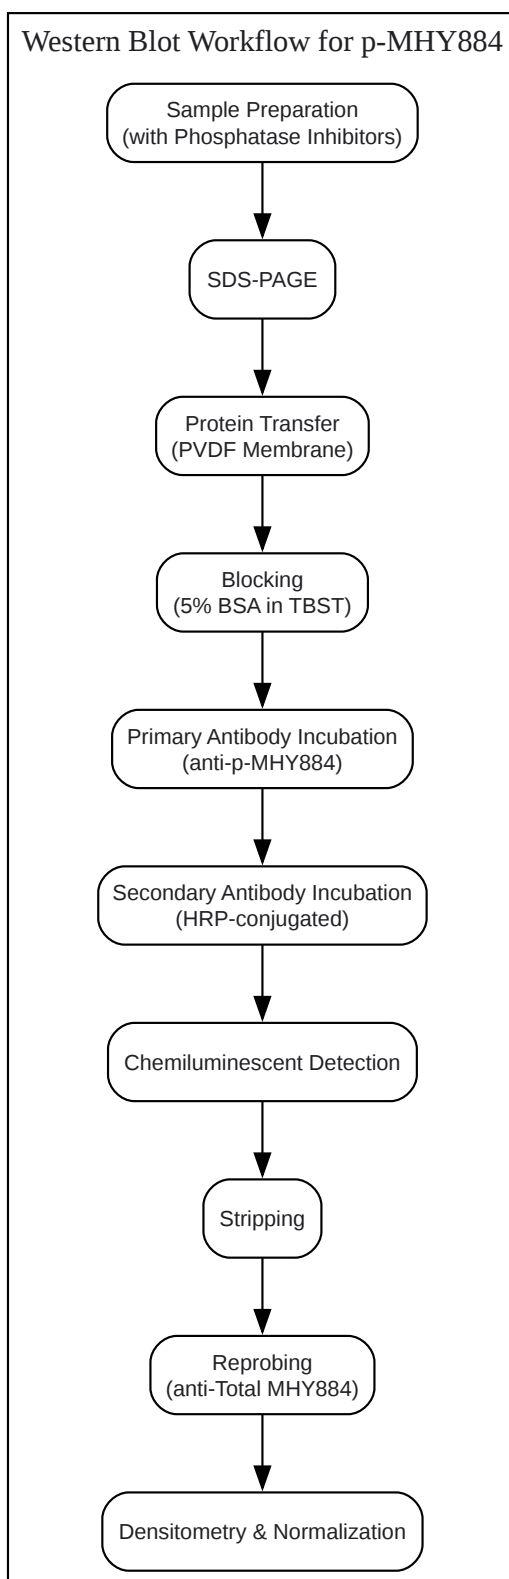 Western Blot Workflow for p-MHY884
Sample Preparation
(with Phosphatase Inhibitors)
SDS-PAGE
Protein Transfer
(PVDF Membrane)
Blocking
(5% BSA in TBST)
Primary Antibody Incubation
(anti-p-MHY884)
Secondary Antibody Incubation
(HRP-conjugated)
Chemiluminescent Detection
Stripping
Reprobing
(anti-Total MHY884)
Densitometry & Normalization